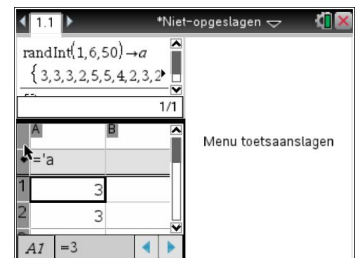 1.1 *Niet-opgeslagen
randInt(1,6,50)→a
{3,3,3,2,5,5,4,2,3,2
1/1
A B
='a
1 3
2 3
A1 =3
Menu toetsaanslagen